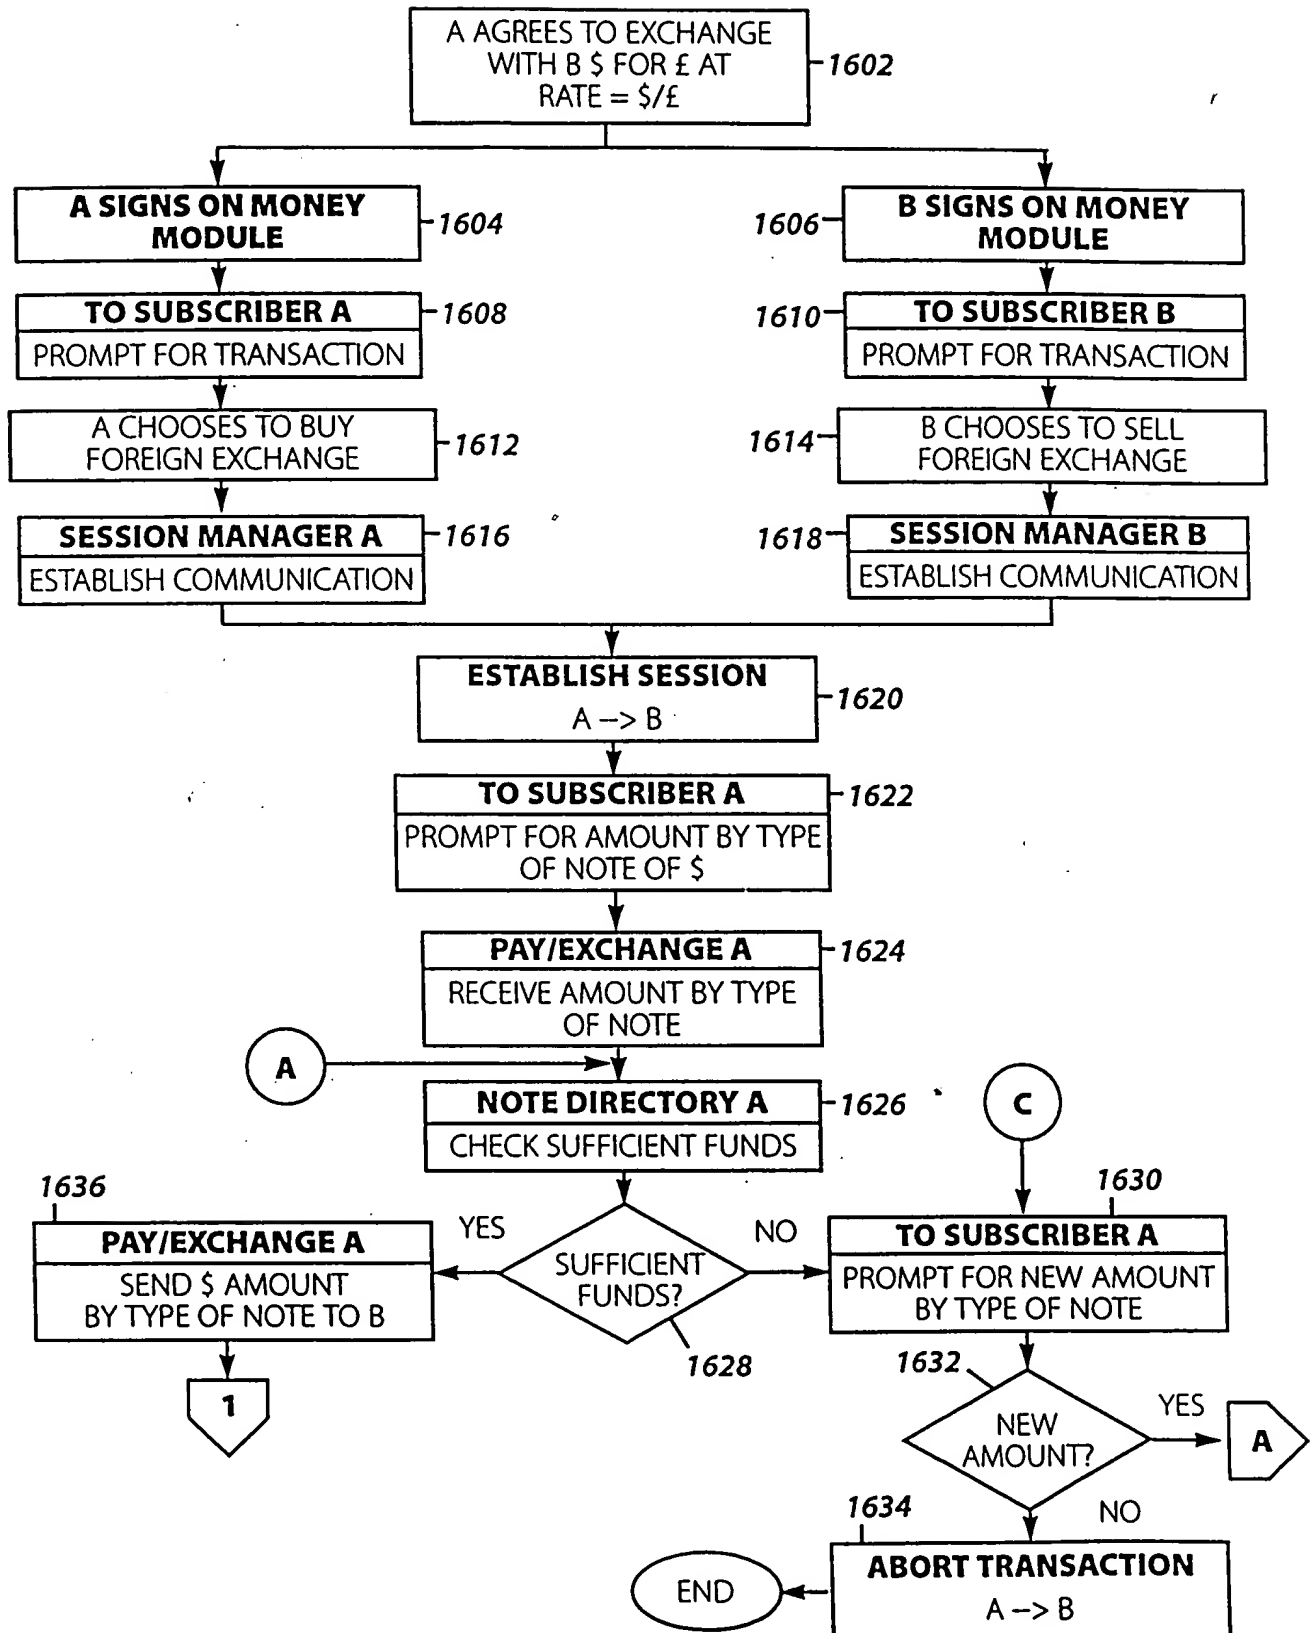 A AGREES TO EXCHANGE
WITH B $ FOR £ AT
RATE = $/£
1602
A SIGNS ON MONEY
MODULE
1604
1606
B SIGNS ON MONEY
MODULE
TO SUBSCRIBER A
1608
PROMPT FOR TRANSACTION
1610
TO SUBSCRIBER B
PROMPT FOR TRANSACTION
A CHOOSES TO BUY
FOREIGN EXCHANGE
1612
1614
B CHOOSES TO SELL
FOREIGN EXCHANGE
SESSION MANAGER A
1616
ESTABLISH COMMUNICATION
1618
SESSION MANAGER B
ESTABLISH COMMUNICATION
ESTABLISH SESSION
A --> B
1620
TO SUBSCRIBER A
1622
PROMPT FOR AMOUNT BY TYPE
OF NOTE OF $
PAY/EXCHANGE A
1624
RECEIVE AMOUNT BY TYPE
OF NOTE
A
NOTE DIRECTORY A
1626
CHECK SUFFICIENT FUNDS
C
1636
PAY/EXCHANGE A
SEND $ AMOUNT
BY TYPE OF NOTE TO B
1
YES
SUFFICIENT
FUNDS?
1628
NO
1630
TO SUBSCRIBER A
PROMPT FOR NEW AMOUNT
BY TYPE OF NOTE
1632
NEW
AMOUNT?
YES
A
NO
1634
ABORT TRANSACTION
A --> B
END